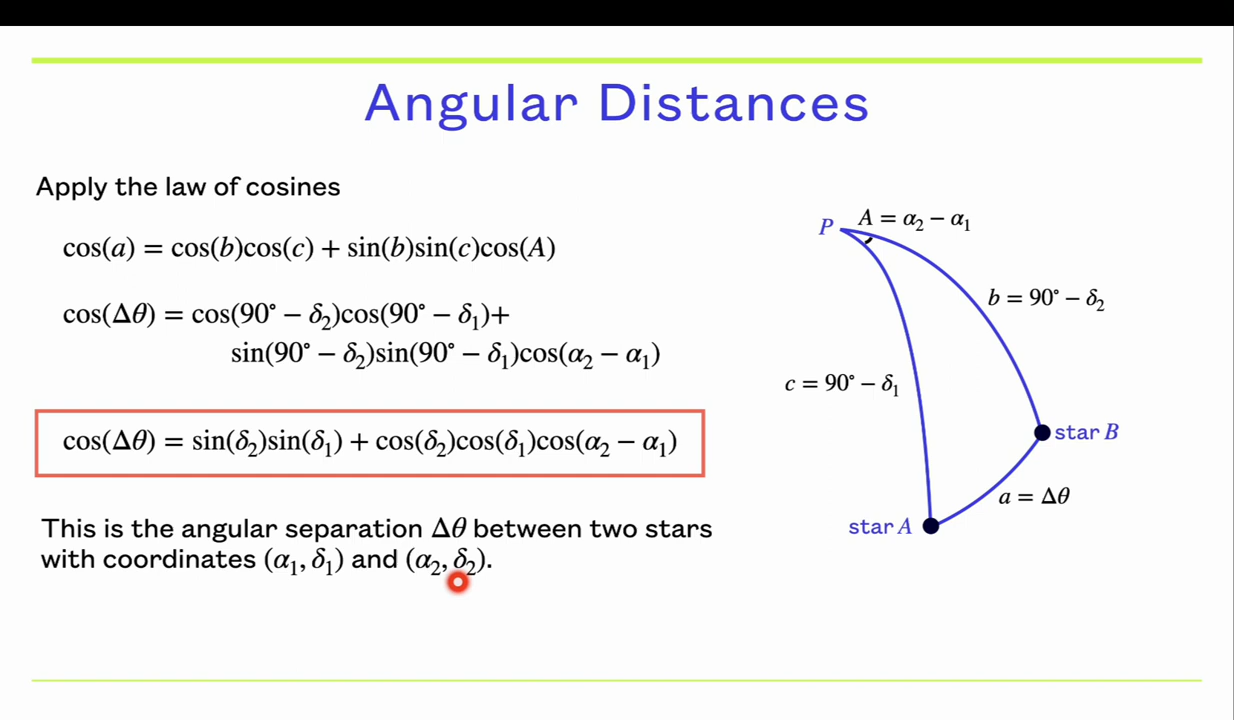 Angular Distances
Apply the law of cosines
cos(a) = cos(b)cos(c) + sin(b)sin(c)cos(A)
cos(Δθ) = cos(90° − δ₂)cos(90° − δ₁)+
sin(90° − δ₂)sin(90° − δ₁)cos(α₂ − α₁)
cos(Δθ) = sin(δ₂)sin(δ₁) + cos(δ₂)cos(δ₁)cos(α₂ − α₁)
This is the angular separation Δθ between two stars
with coordinates (α₁, δ₁) and (α₂, δ₂).
P
A = α₂ − α₁
b = 90° − δ₂
c = 90° − δ₁
star B
a = Δθ
star A